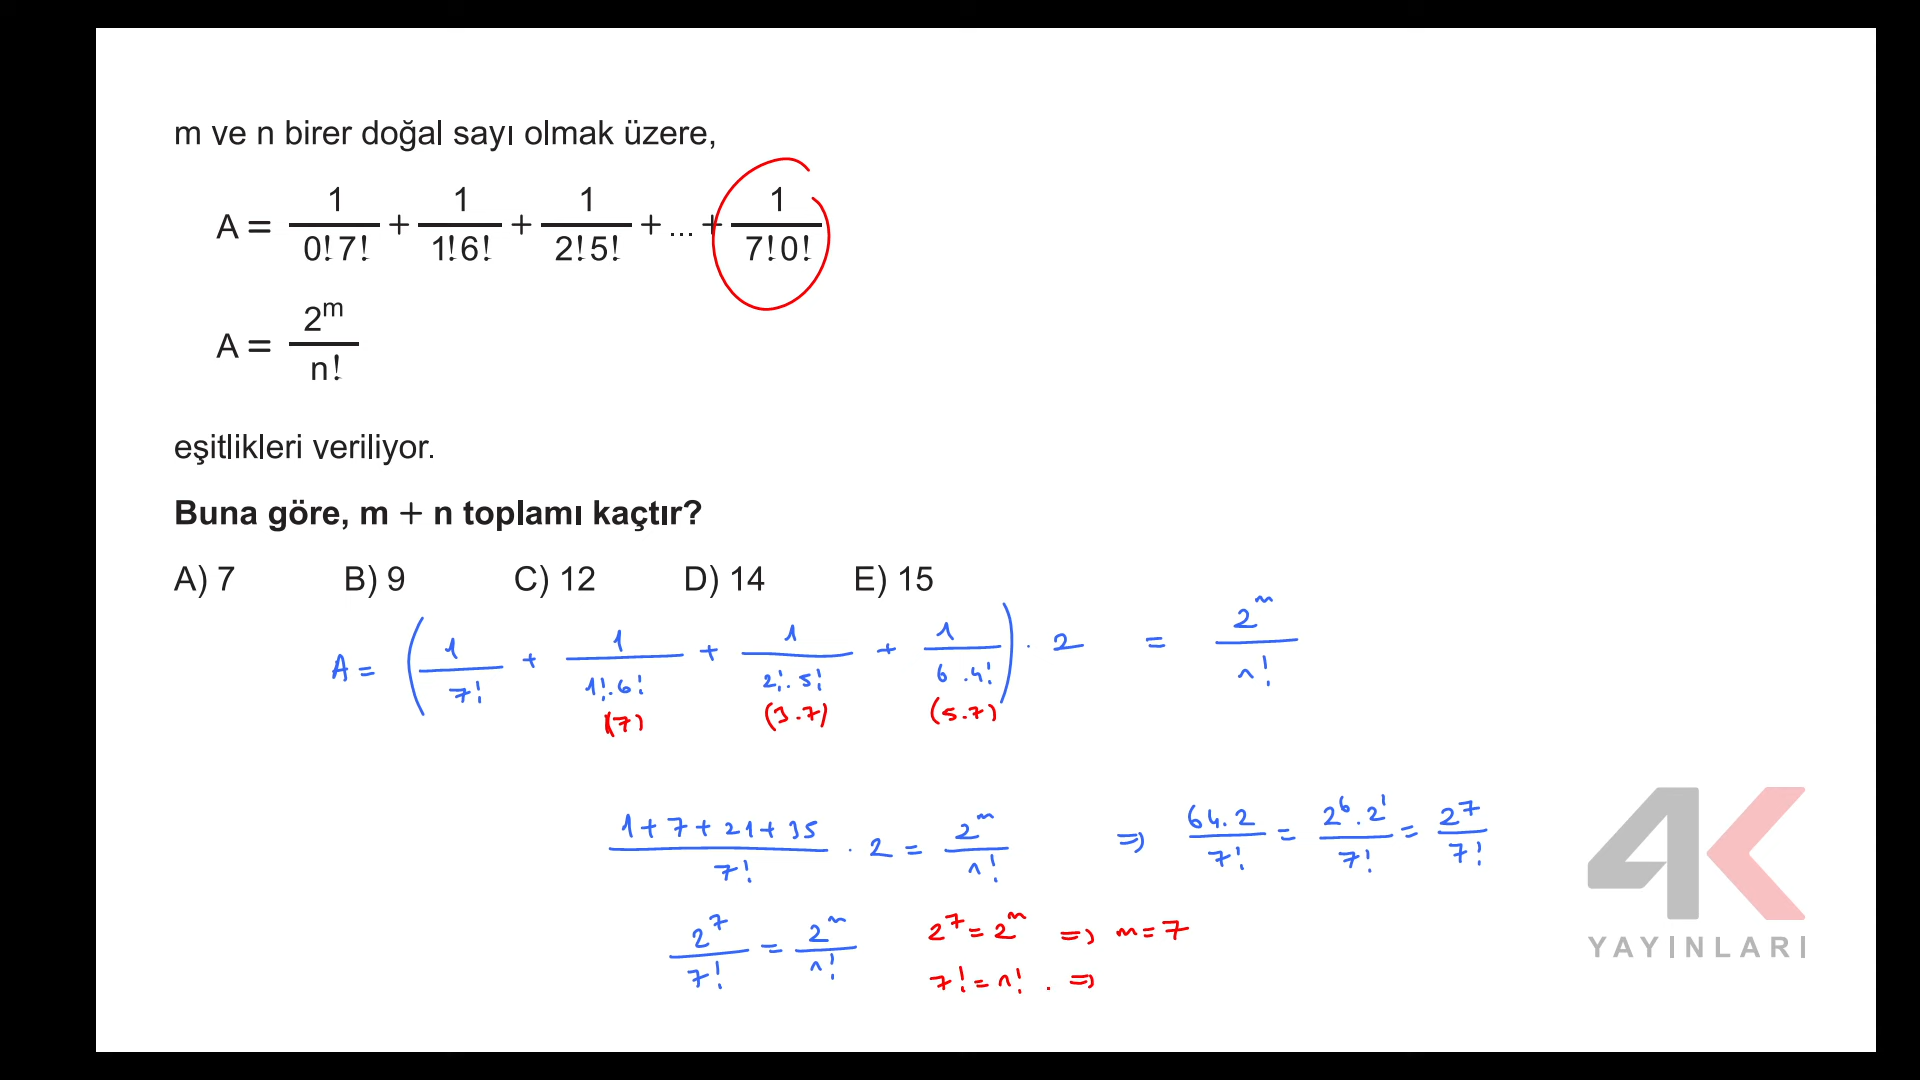 m ve n birer doğal sayı olmak üzere,
A = 1/(0!7!) + 1/(1!6!) + 1/(2!5!) + ... + 1/(7!0!)
A = 2^m/n!
eşitlikleri veriliyor.
Buna göre, m + n toplamı kaçtır?
A) 7 B) 9 C) 12 D) 14 E) 15
A = (1/7! + 1/(1!.6!) + 1/(2!.5!) + 1/(6.4!)) . 2 = 2^m/n!
(7) (3.7) (5.7)
(1+7+21+35)/7! . 2 = 2^m/n! ⇒ 64.2/7! = 2^6.2^1/7! = 2^7/7!
2^7/7! = 2^m/n! 2^7 = 2^m ⇒ m = 7
7! = n! . ⇒
4K
YAYINLARI